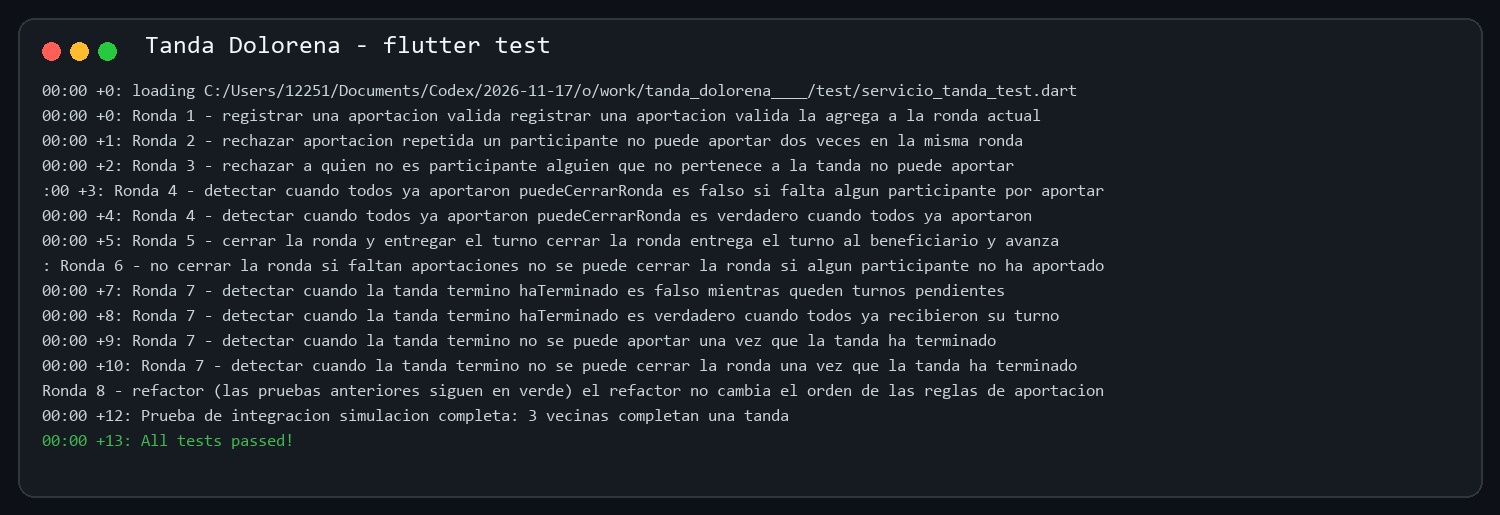 Tanda Dolorena - flutter test
00:00 +0: loading C:/Users/12251/Documents/Codex/2026-11-17/o/work/tanda_dolorena____/test/servicio_tanda_test.dart
00:00 +0: Ronda 1 - registrar una aportacion valida registrar una aportacion valida la agrega a la ronda actual
00:00 +1: Ronda 2 - rechazar aportacion repetida un participante no puede aportar dos veces en la misma ronda
00:00 +2: Ronda 3 - rechazar a quien no es participante alguien que no pertenece a la tanda no puede aportar
:00 +3: Ronda 4 - detectar cuando todos ya aportaron puedeCerrarRonda es falso si falta algun participante por aportar
00:00 +4: Ronda 4 - detectar cuando todos ya aportaron puedeCerrarRonda es verdadero cuando todos ya aportaron
00:00 +5: Ronda 5 - cerrar la ronda y entregar el turno cerrar la ronda entrega el turno al beneficiario y avanza
: Ronda 6 - no cerrar la ronda si faltan aportaciones no se puede cerrar la ronda si algun participante no ha aportado
00:00 +7: Ronda 7 - detectar cuando la tanda termino haTerminado es falso mientras queden turnos pendientes
00:00 +8: Ronda 7 - detectar cuando la tanda termino haTerminado es verdadero cuando todos ya recibieron su turno
00:00 +9: Ronda 7 - detectar cuando la tanda termino no se puede aportar una vez que la tanda ha terminado
00:00 +10: Ronda 7 - detectar cuando la tanda termino no se puede cerrar la ronda una vez que la tanda ha terminado
Ronda 8 - refactor (las pruebas anteriores siguen en verde) el refactor no cambia el orden de las reglas de aportacion
00:00 +12: Prueba de integracion simulacion completa: 3 vecinas completan una tanda
00:00 +13: All tests passed!